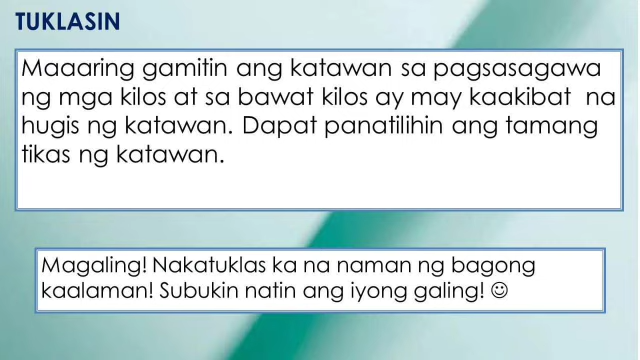 TUKLASIN
Maaaring gamitin ang katawan sa pagsasagawa
ng mga kilos at sa bawat kilos ay may kaakibat na
hugis ng katawan. Dapat panatilihin ang tamang
tikas ng katawan.
Magaling! Nakatuklas ka na naman ng bagong
kaalaman! Subukin natin ang iyong galing! ☺